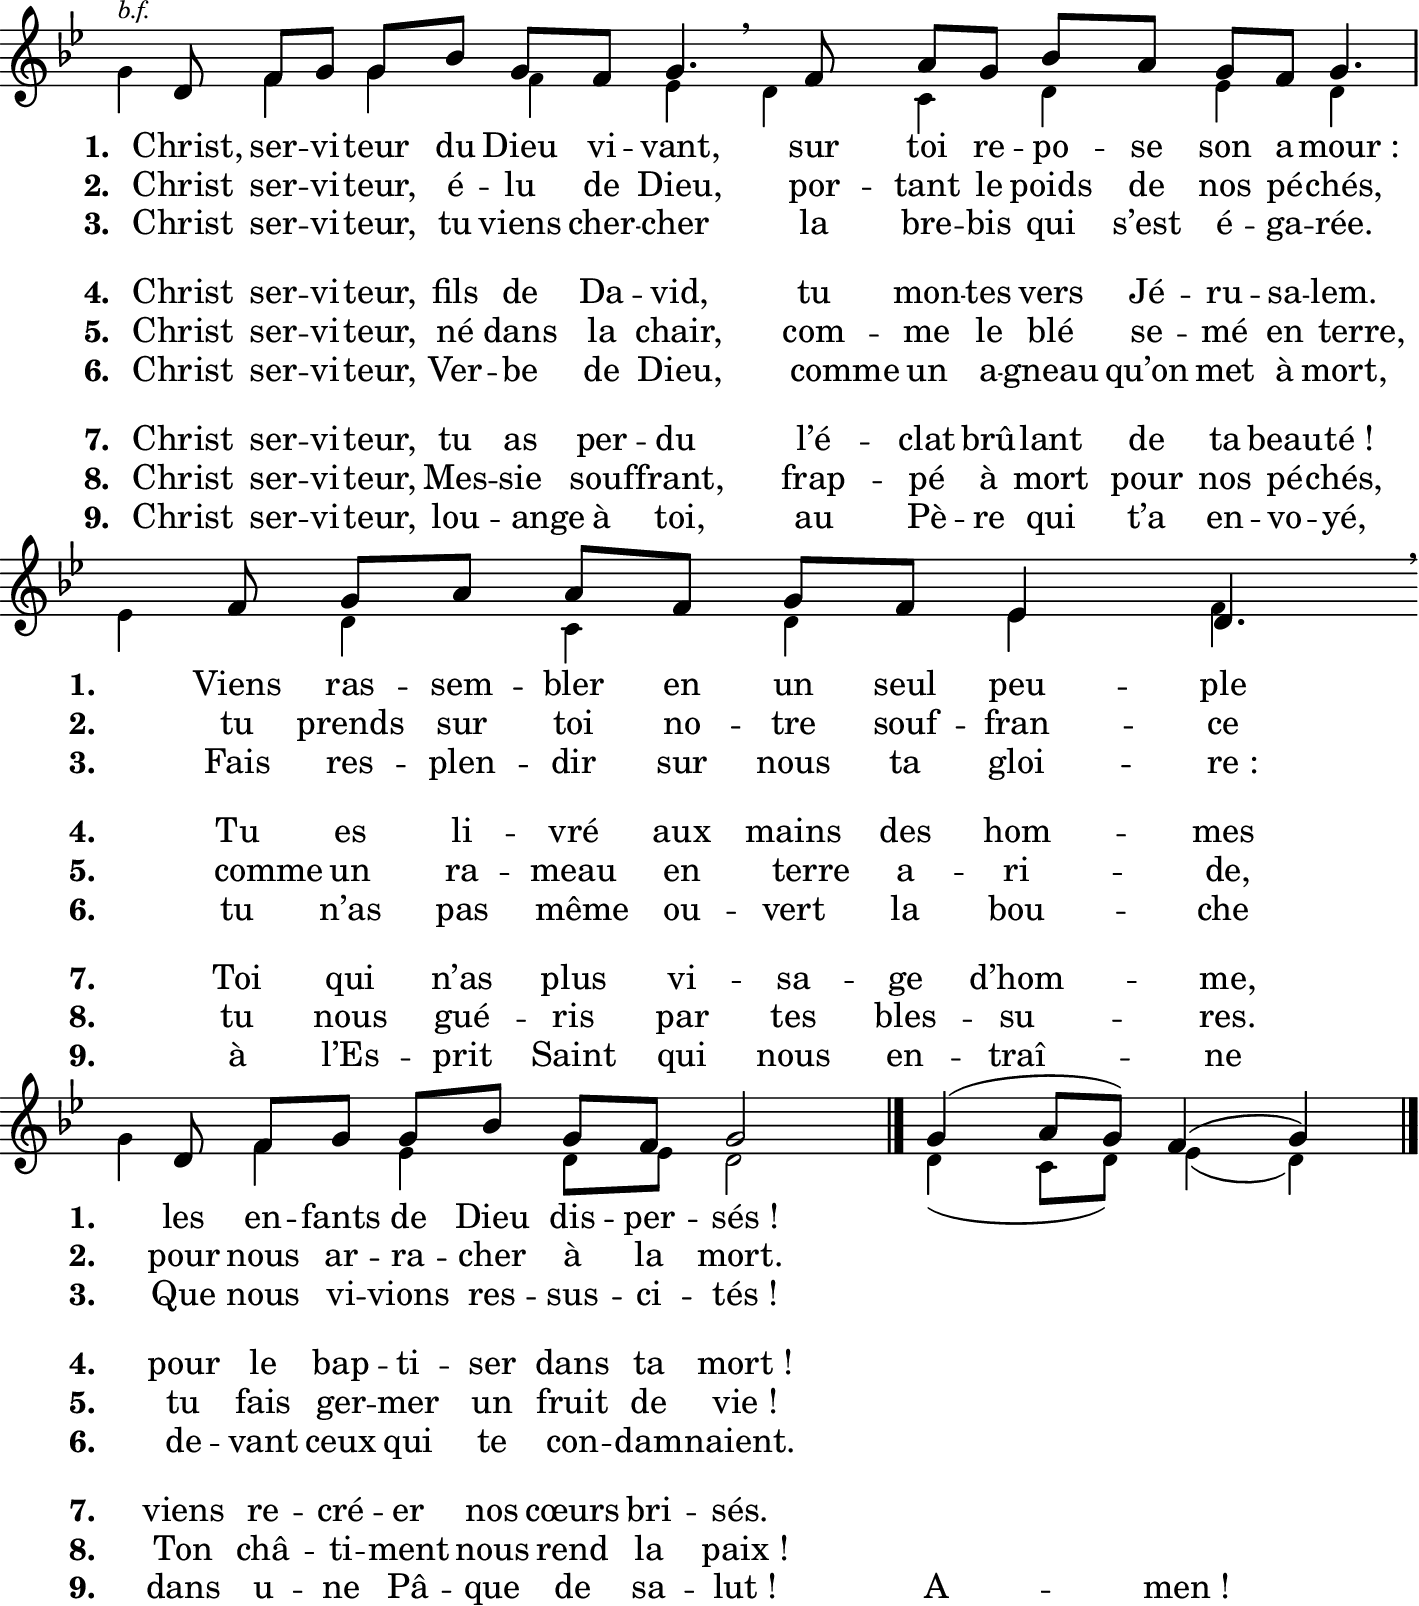 b.f.
1. Christ, ser -- vi -- teur du Dieu vi -- vant, sur toi re -- po -- se son a -- mour :
2. Christ ser -- vi -- teur, é -- lu de Dieu, por -- tant le poids de nos pé -- chés,
3. Christ ser -- vi -- teur, tu viens cher -- cher la bre -- bis qui s’est é -- ga -- rée.
4. Christ ser -- vi -- teur, fils de Da -- vid, tu mon -- tes vers Jé -- ru -- sa -- lem.
5. Christ ser -- vi -- teur, né dans la chair, com -- me le blé se -- mé en terre,
6. Christ ser -- vi -- teur, Ver -- be de Dieu, comme un a -- gneau qu’on met à mort,
7. Christ ser -- vi -- teur, tu as per -- du l’é -- clat brû -- lant de ta beau -- té !
8. Christ ser -- vi -- teur, Mes -- sie souf -- frant, frap -- pé à mort pour nos pé -- chés,
9. Christ ser -- vi -- teur, lou -- ange à toi, au Pè -- re qui t’a en -- vo -- yé,
1. Viens ras -- sem -- bler en un seul peu -- ple
2. tu prends sur toi no -- tre souf -- fran -- ce
3. Fais res -- plen -- dir sur nous ta gloi -- re :
4. Tu es li -- vré aux mains des hom -- mes
5. comme un ra -- meau en terre a -- ri -- de,
6. tu n’as pas même ou -- vert la bou -- che
7. Toi qui n’as plus vi -- sa -- ge d’hom -- me,
8. tu nous gué -- ris par tes bles -- su -- res.
9. à l’Es -- prit Saint qui nous en -- traî -- ne
1. les en -- fants de Dieu dis -- per -- sés !
2. pour nous ar -- ra -- cher à la mort.
3. Que nous vi -- vions res -- sus -- ci -- tés !
4. pour le bap -- ti -- ser dans ta mort !
5. tu fais ger -- mer un fruit de vie !
6. de -- vant ceux qui te con -- dam -- naient.
7. viens re -- cré -- er nos cœurs bri -- sés.
8. Ton châ -- ti -- ment nous rend la paix !
9. dans u -- ne Pâ -- que de sa -- lut ! A -- men !